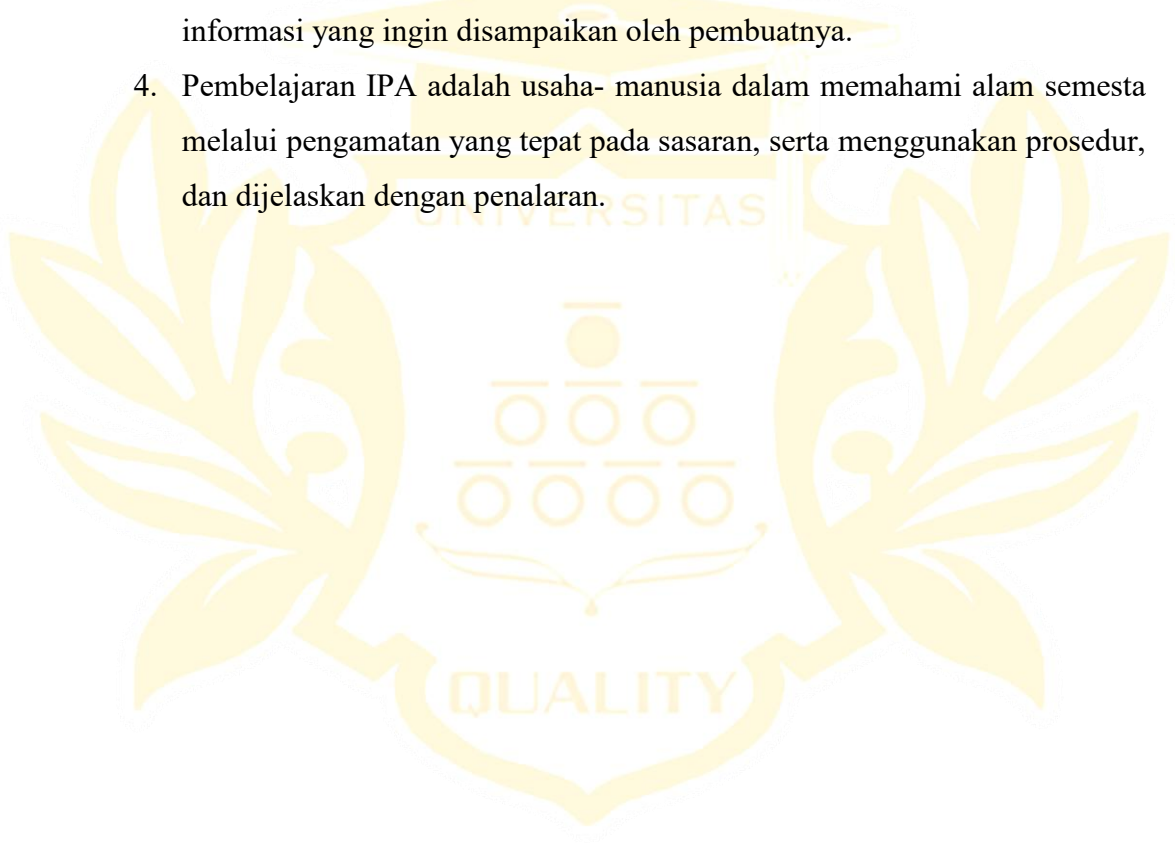 informasi yang ingin disampaikan oleh pembuatnya.
4. Pembelajaran IPA adalah usaha- manusia dalam memahami alam semesta
melalui pengamatan yang tepat pada sasaran, serta menggunakan prosedur,
dan dijelaskan dengan penalaran.
UNIVERSITAS
QUALITY